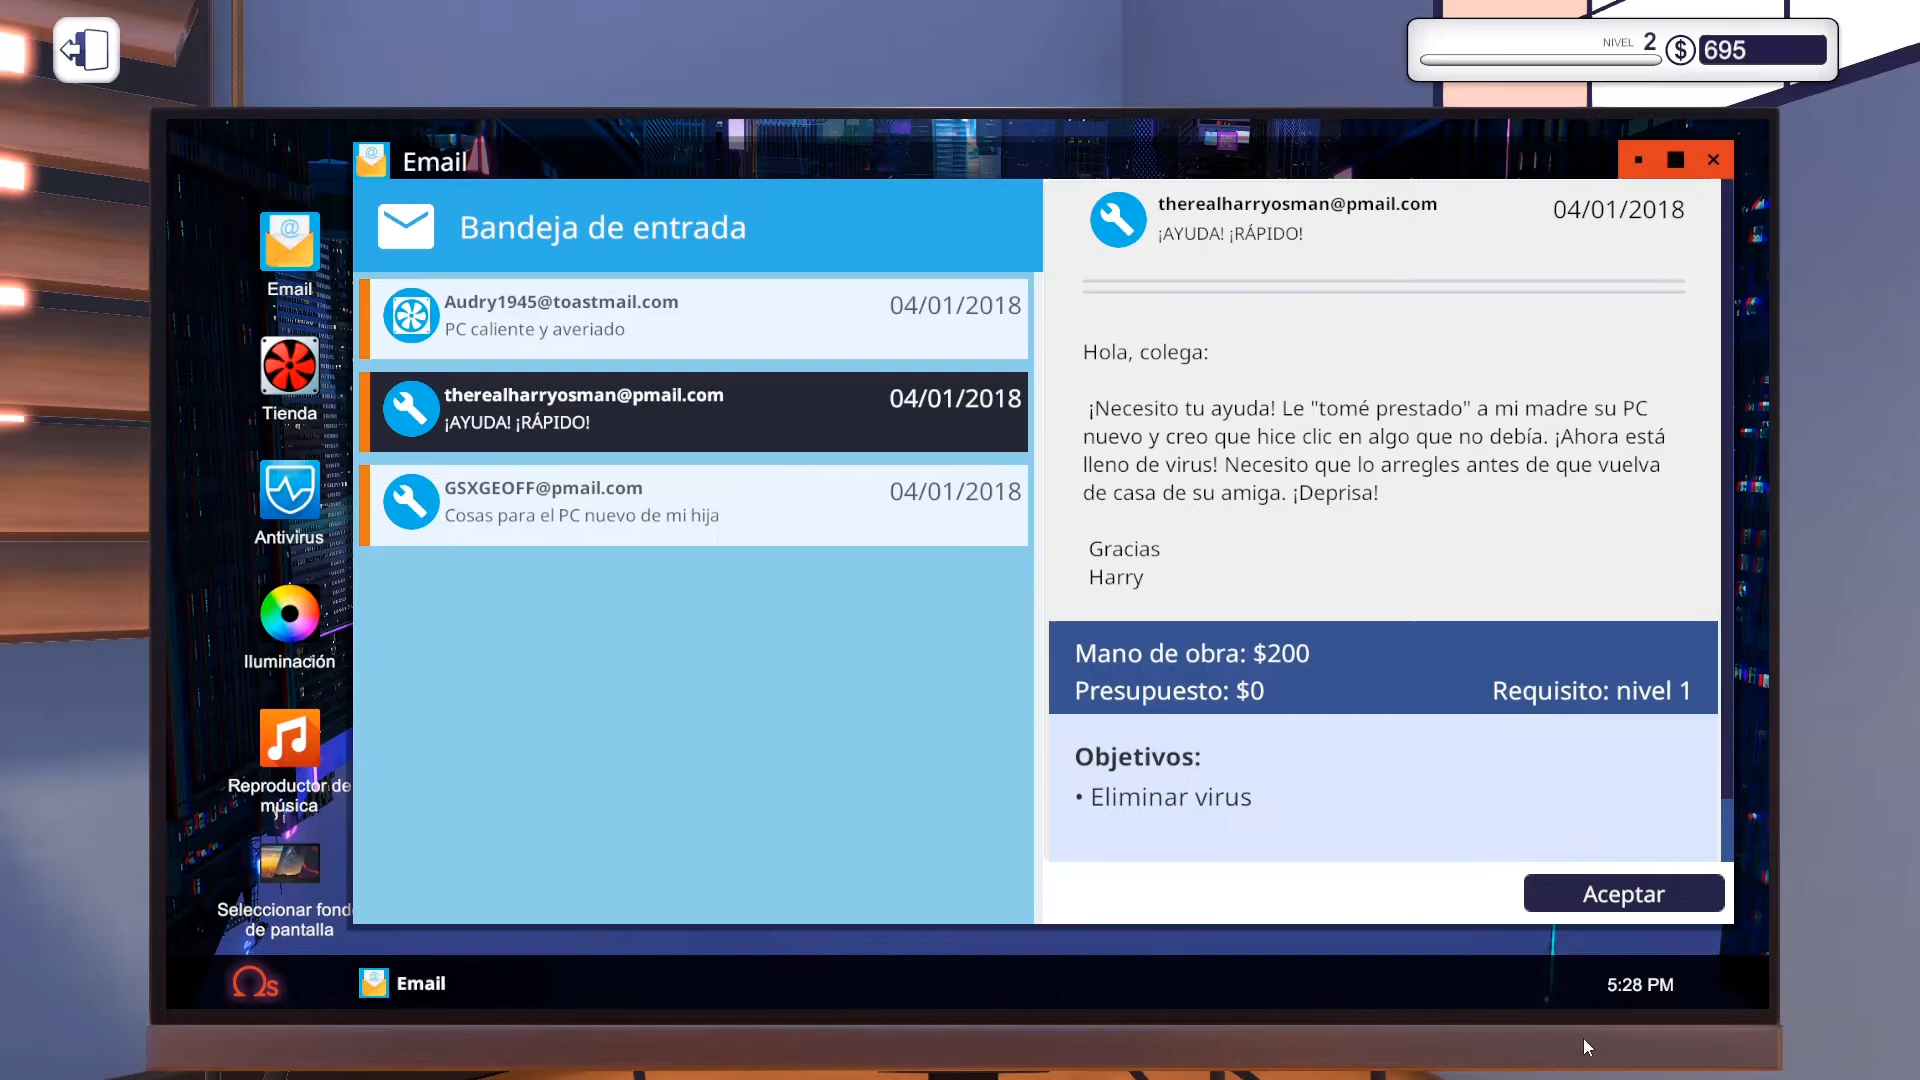 NIVEL 2 $ 695
Email
Bandeja de entrada
Audry1945@toastmail.com
04/01/2018
PC caliente y averiado
therealharryosman@pmail.com
04/01/2018
¡AYUDA! ¡RÁPIDO!
GSXGEOFF@pmail.com
04/01/2018
Cosas para el PC nuevo de mi hija
therealharryosman@pmail.com
04/01/2018
¡AYUDA! ¡RÁPIDO!
Hola, colega:
¡Necesito tu ayuda! Le "tomé prestado" a mi madre su PC
nuevo y creo que hice clic en algo que no debía. ¡Ahora está
lleno de virus! Necesito que lo arregles antes de que vuelva
de casa de su amiga. ¡Deprisa!
Gracias
Harry
Mano de obra: $200
Presupuesto: $0
Requisito: nivel 1
Objetivos:
• Eliminar virus
Aceptar
Email
Tienda
Antivirus
Iluminación
Reproductor de
música
Seleccionar fond
de pantalla
Ωs
Email
5:28 PM